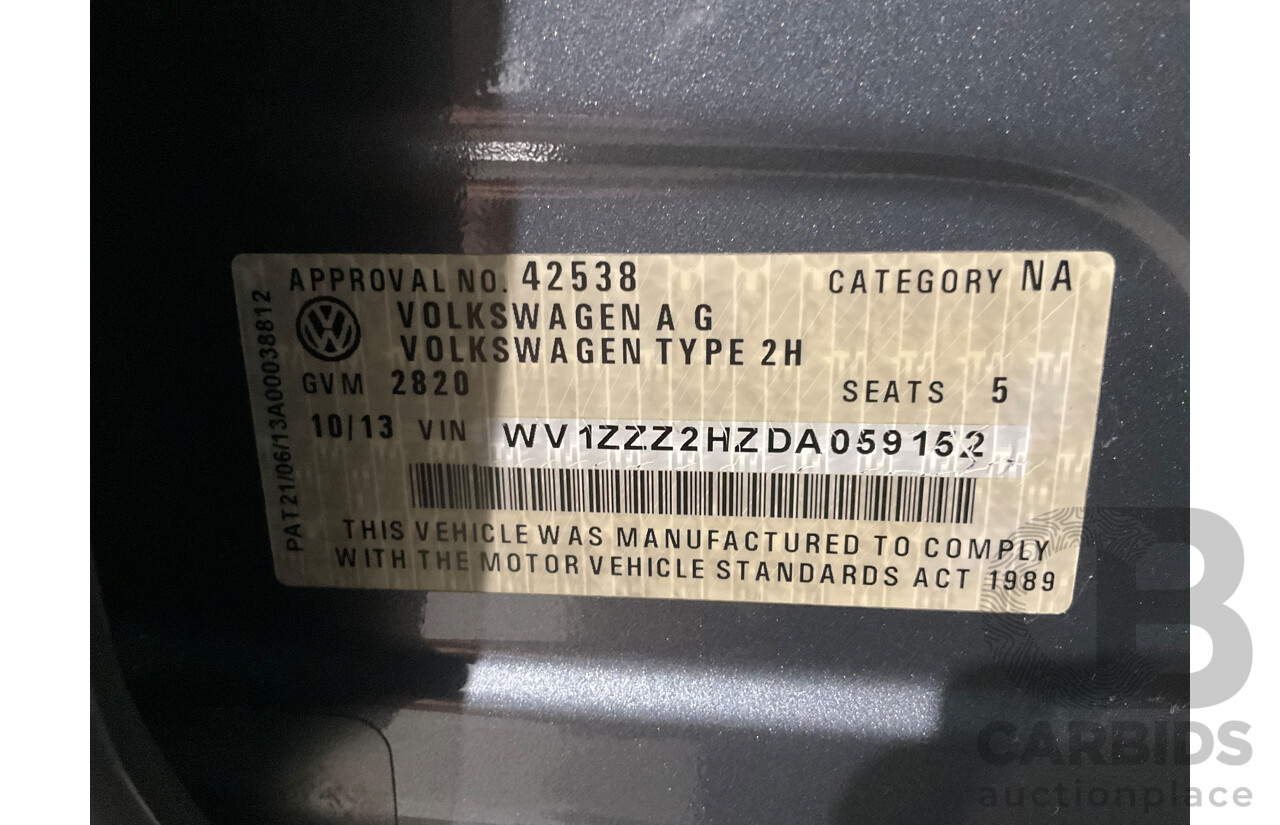 APPROVAL NO. 42538 CATEGORY NA
VOLKSWAGEN A G
VOLKSWAGEN TYPE 2H
GVM 2820 SEATS 5
10/13 VIN WV1ZZZ2HZDA059152
THIS VEHICLE WAS MANUFACTURED TO COMPLY
WITH THE MOTOR VEHICLE STANDARDS ACT 1989
PAT21/06/13A00038812
CARBIDS
auctionplace